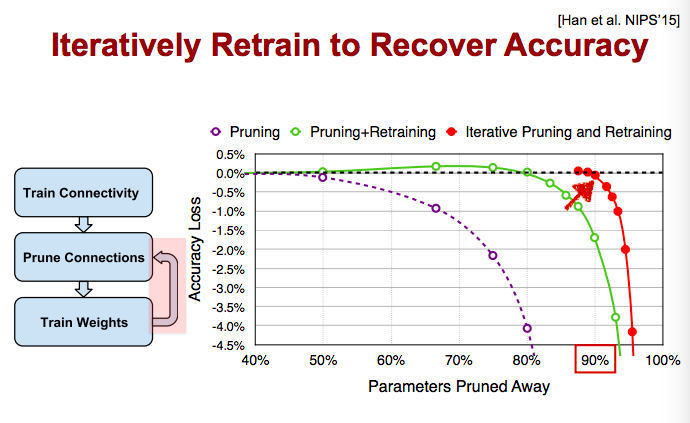 [Han et al. NIPS'15]
Iteratively Retrain to Recover Accuracy
Pruning Pruning+Retraining Iterative Pruning and Retraining
Train Connectivity
Prune Connections
Train Weights
Accuracy Loss
0.5%
0.0%
-0.5%
-1.0%
-1.5%
-2.0%
-2.5%
-3.0%
-3.5%
-4.0%
-4.5%
40% 50% 60% 70% 80% 90% 100%
Parameters Pruned Away